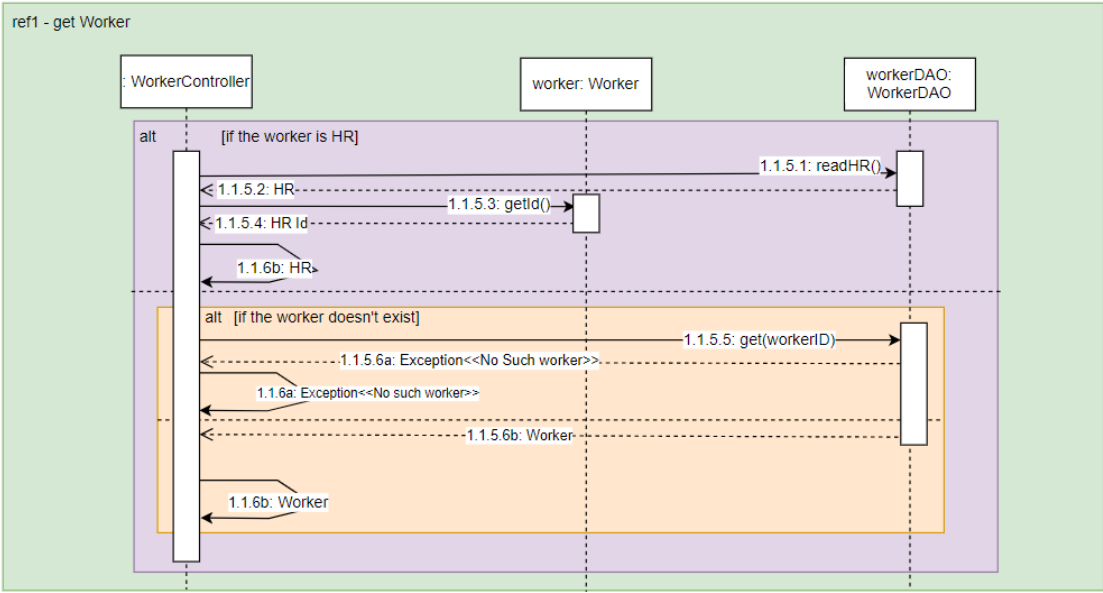 ref1 - get Worker
: WorkerController
worker: Worker
workerDAO:
WorkerDAO
alt [if the worker is HR]
1.1.5.1: readHR()
1.1.5.2: HR
1.1.5.3: getId()
1.1.5.4: HR Id
1.1.6b: HR
alt [if the worker doesn't exist]
1.1.5.5: get(workerID)
1.1.5.6a: Exception<<No Such worker>>
1.1.6a: Exception<<No such worker>>
1.1.5.6b: Worker
1.1.6b: Worker